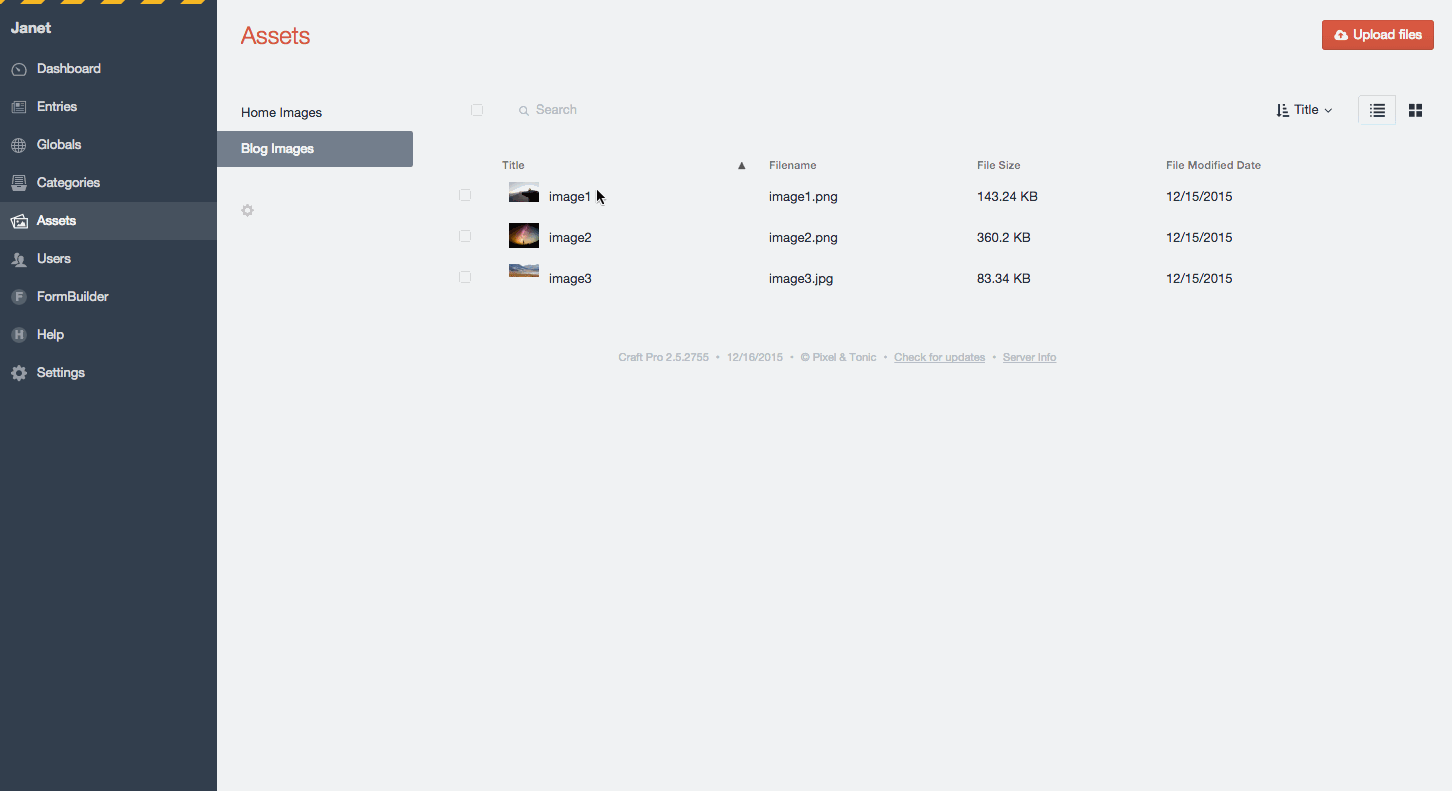 Janet
Dashboard
Entries
Globals
Categories
Assets
Users
F FormBuilder
H Help
Settings
Assets
Upload files
Home Images
Blog Images
Search
Title
Title ▲ Filename File Size File Modified Date
image1 image1.png 143.24 KB 12/15/2015
image2 image2.png 360.2 KB 12/15/2015
image3 image3.jpg 83.34 KB 12/15/2015
Craft Pro 2.5.2755 • 12/16/2015 • © Pixel & Tonic • Check for updates • Server Info